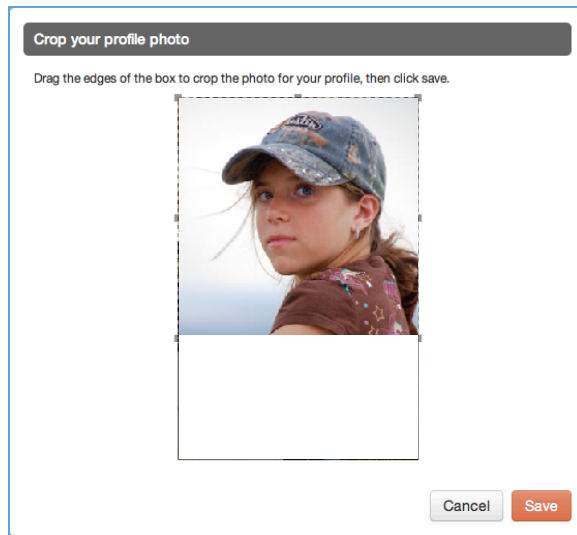 Crop your profile photo
Drag the edges of the box to crop the photo for your profile, then click save.
Cancel
Save